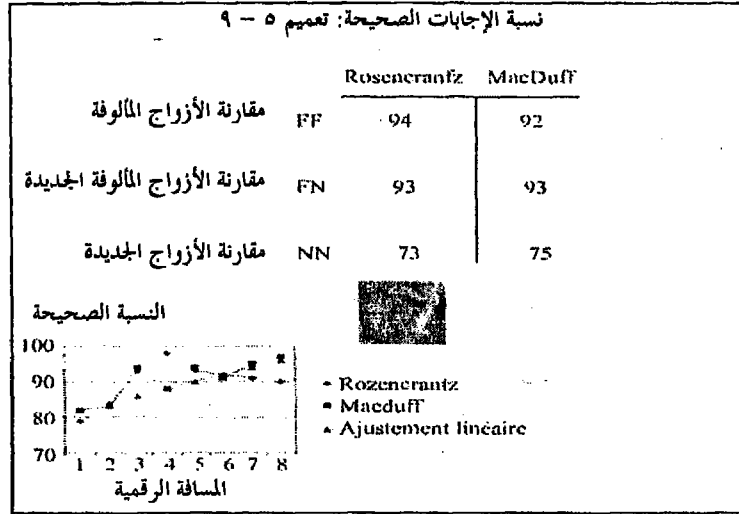 نسبة الإجابات الصحيحة: تعميم ٥ – ٩
Rosencrantz MacDuff
مقارنة الأزواج المألوفة FF 94 92
مقارنة الأزواج المألوفة الجديدة FN 93 93
مقارنة الأزواج الجديدة NN 73 75
النسبة الصحيحة
100
90
80
70
1 2 3 4 5 6 7 8
المسافة الرقمية
Rozencrantz
Macduff
Ajustement linéaire